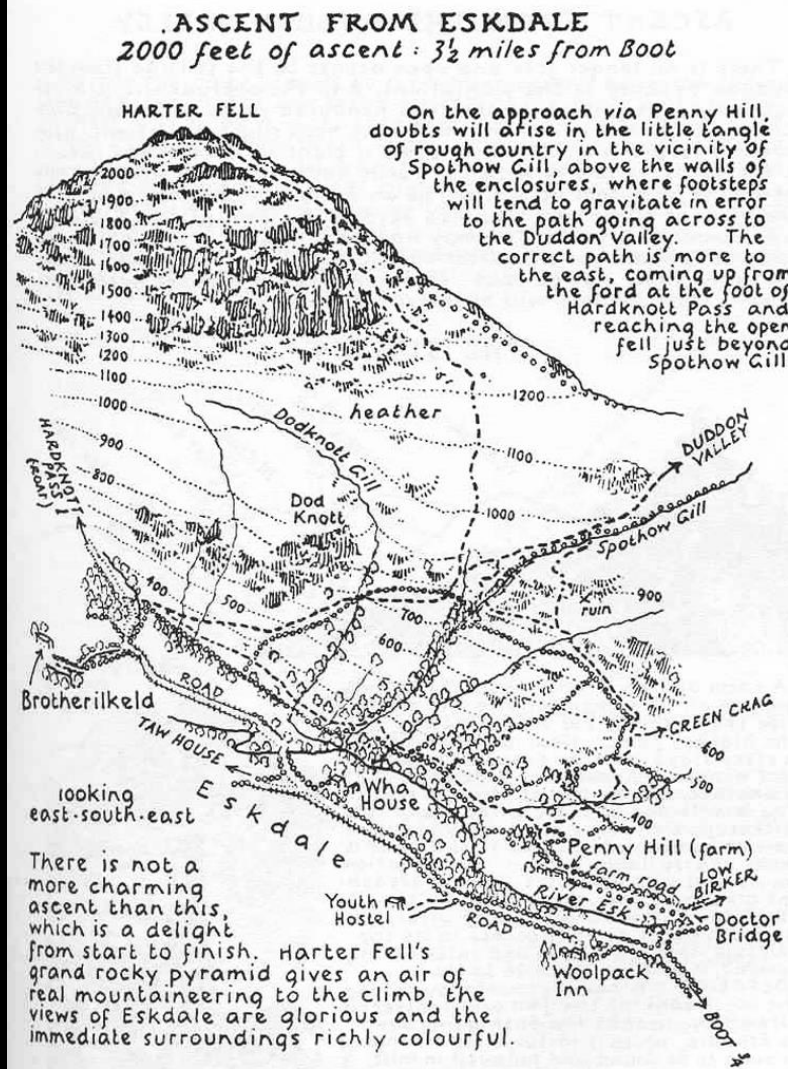 ASCENT FROM ESKDALE
2000 feet of ascent : 3½ miles from Boot
HARTER FELL
On the approach via Penny Hill,
doubts will arise in the little tangle
of rough country in the vicinity of
Spothow Gill, above the walls of
the enclosures, where footsteps
will tend to gravitate in error
to the path going across to
the Duddon Valley. The
correct path is more to
the east, coming up from
the ford at the foot of
Hardknott Pass and
reaching the open
fell just beyond
Spothow Gill
2000
1900
1800
1700
1600
1500
1400
1300
1200
1100
1000
900
800
1200
1100
1000
heather
Dodknott Gill
Dod
Knott
HARDKNOTT
PASS
(ROAD)
DUDDON
VALLEY
Spothow Gill
400
500
600
700
ruin
900
Brotherilkeld
ROAD
TAW HOUSE
GREEN CRAG
600
500
400
Wha
House
Eskdale
looking
east-south-east
Penny Hill (farm)
farm road
LOW
BIRKER
River Esk
Doctor
Bridge
Youth
Hostel
ROAD
Woolpack
Inn
BOOT
There is not a
more charming
ascent than this,
which is a delight
from start to finish. Harter Fell's
grand rocky pyramid gives an air of
real mountaineering to the climb, the
views of Eskdale are glorious and the
immediate surroundings richly colourful.